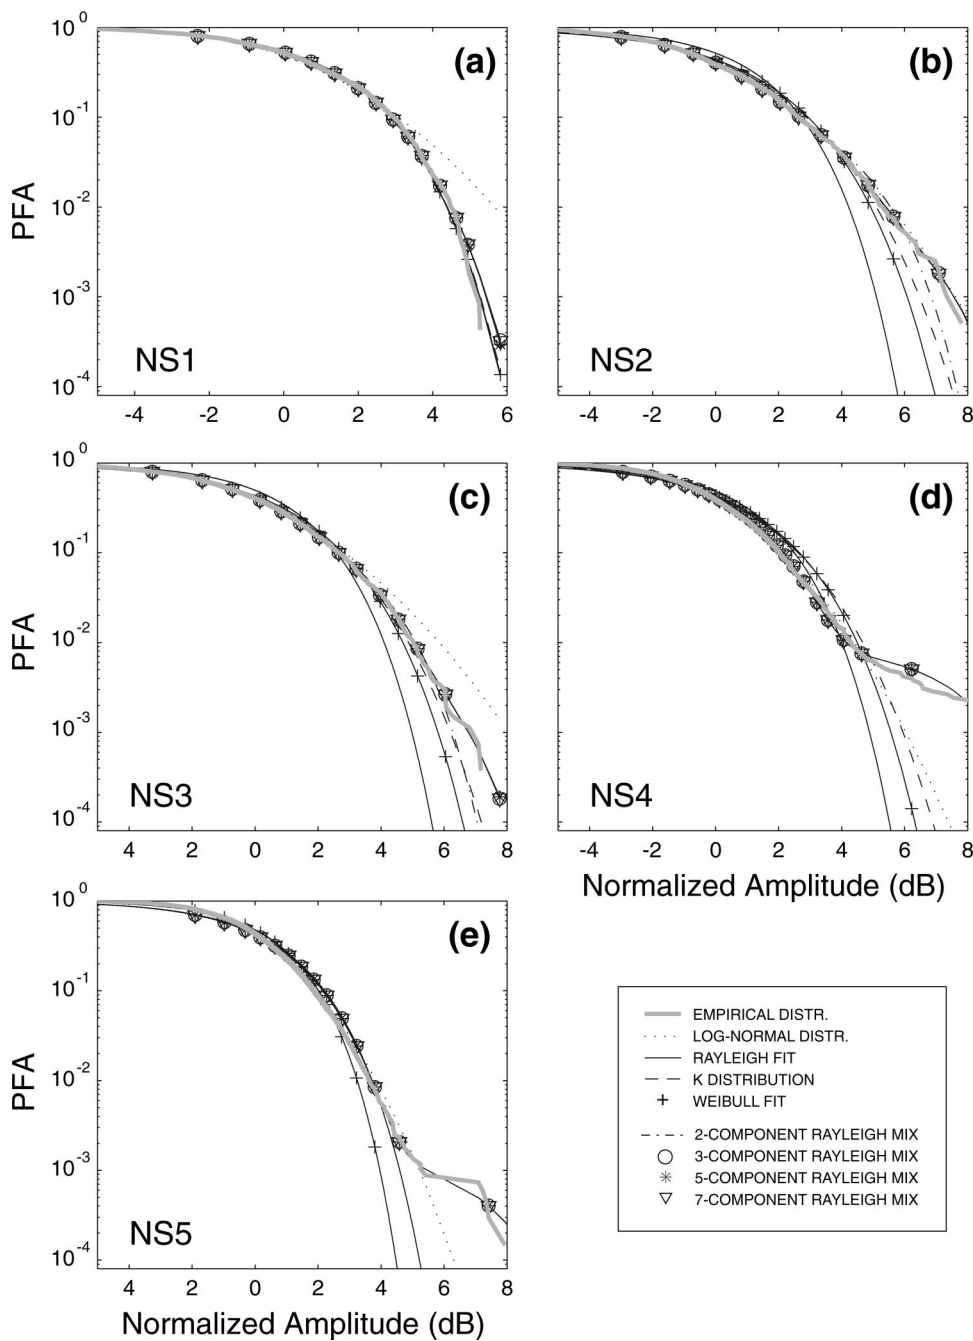 10^0
10^-1
10^-2
10^-3
10^-4
PFA
(a)
NS1
-4 -2 0 2 4 6
(b)
NS2
-4 -2 0 2 4 6 8
10^0
10^-1
10^-2
10^-3
10^-4
PFA
(c)
NS3
4 2 0 2 4 6 8
(d)
NS4
-4 -2 0 2 4 6 8
Normalized Amplitude (dB)
10^0
10^-1
10^-2
10^-3
10^-4
PFA
(e)
NS5
4 2 0 2 4 6 8
Normalized Amplitude (dB)
EMPIRICAL DISTR.
LOG-NORMAL DISTR.
RAYLEIGH FIT
K DISTRIBUTION
WEIBULL FIT
2-COMPONENT RAYLEIGH MIX
3-COMPONENT RAYLEIGH MIX
5-COMPONENT RAYLEIGH MIX
7-COMPONENT RAYLEIGH MIX